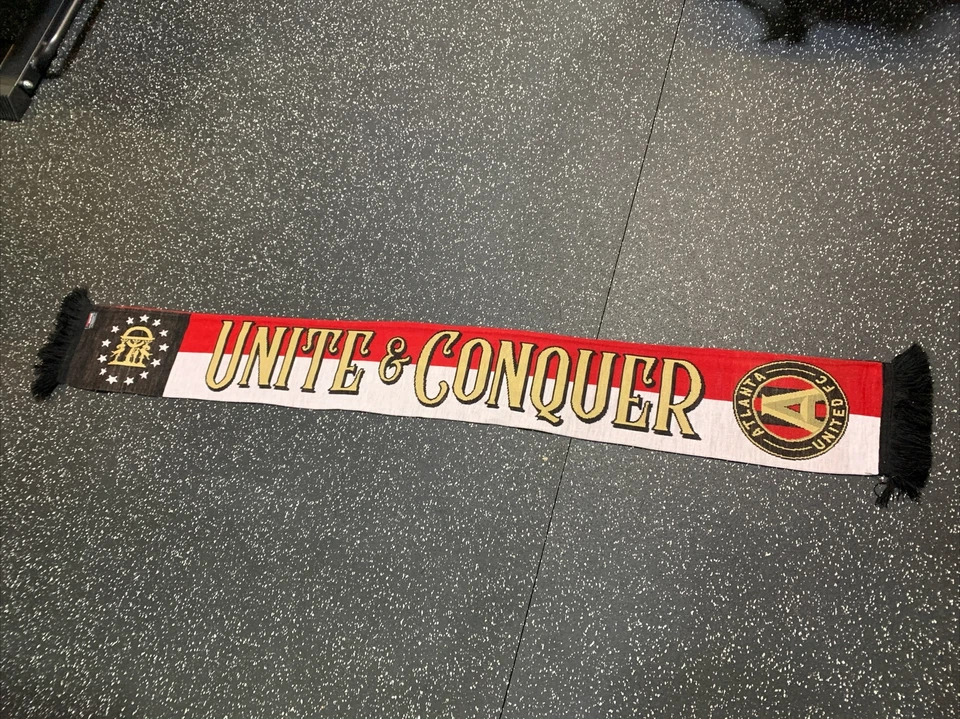 UNITE & CONQUER
ATLANTA
UNITED FC
A